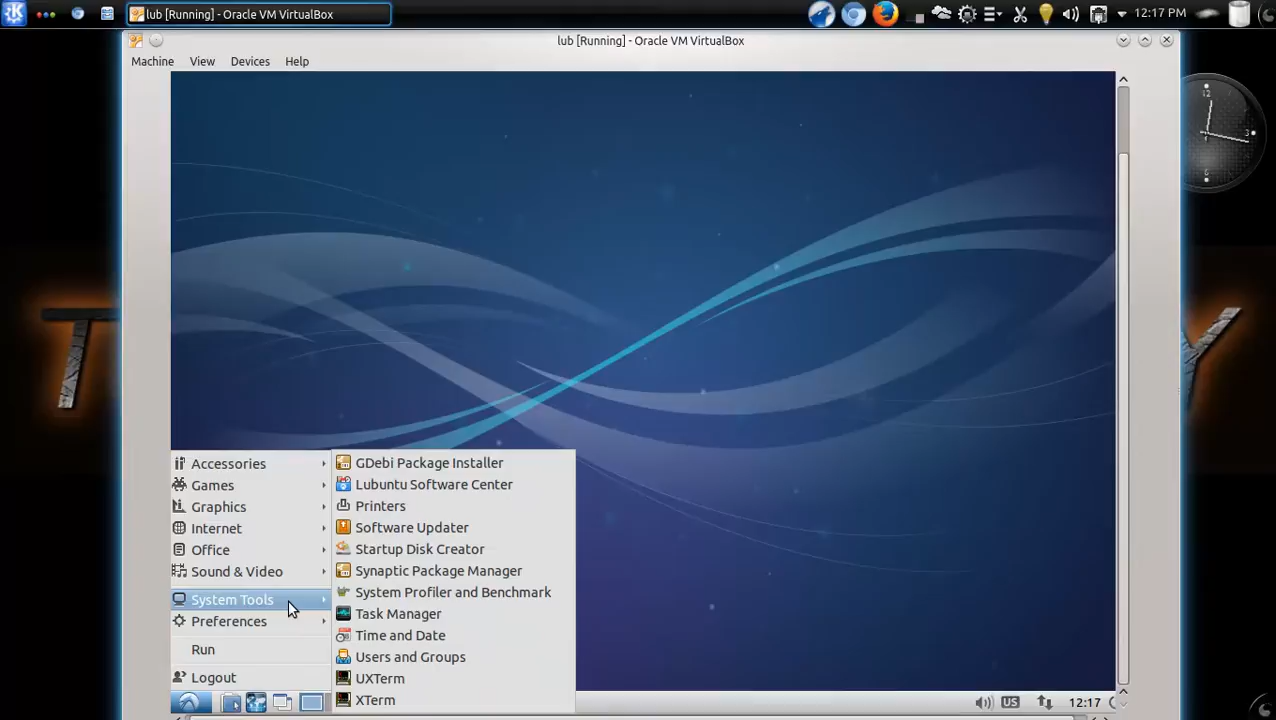 lub [Running] - Oracle VM VirtualBox
12:17 PM
lub [Running] - Oracle VM VirtualBox
Machine View Devices Help
12
3
6
T
Y
Accessories
Games
Graphics
Internet
Office
Sound & Video
System Tools
Preferences
Run
Logout
GDebi Package Installer
Lubuntu Software Center
Printers
Software Updater
Startup Disk Creator
Synaptic Package Manager
System Profiler and Benchmark
Task Manager
Time and Date
Users and Groups
UXTerm
XTerm
US 12:17